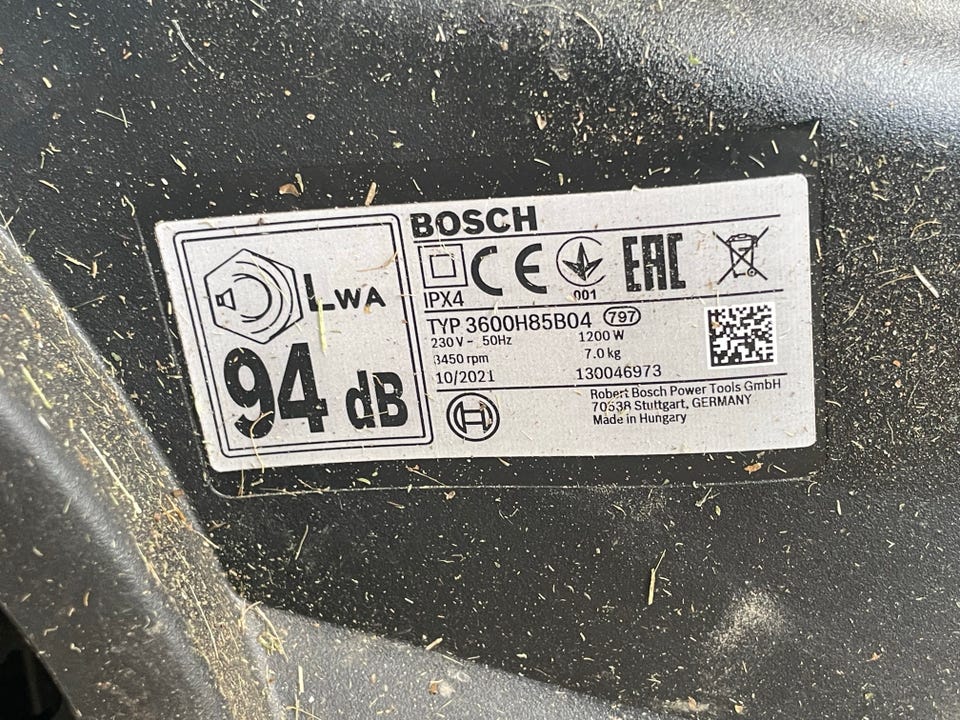 BOSCH
LWA
94 dB
IPX4
CE
001
EAC
TYP 3600H85B04 797
230 V ~ 50Hz 1200 W
3450 rpm 7.0 kg
10/2021 130046973
Robert Bosch Power Tools GmbH
70538 Stuttgart, GERMANY
Made in Hungary